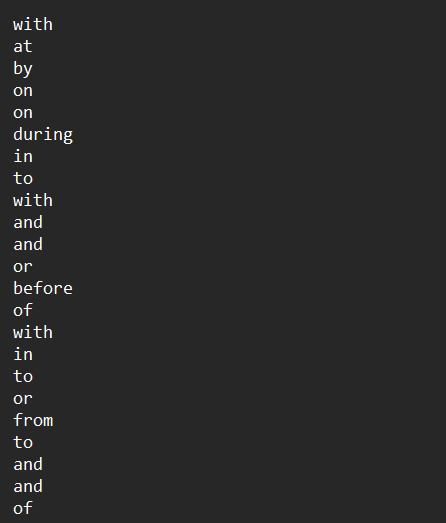 with
at
by
on
on
during
in
to
with
and
and
or
before
of
with
in
to
or
from
to
and
and
of